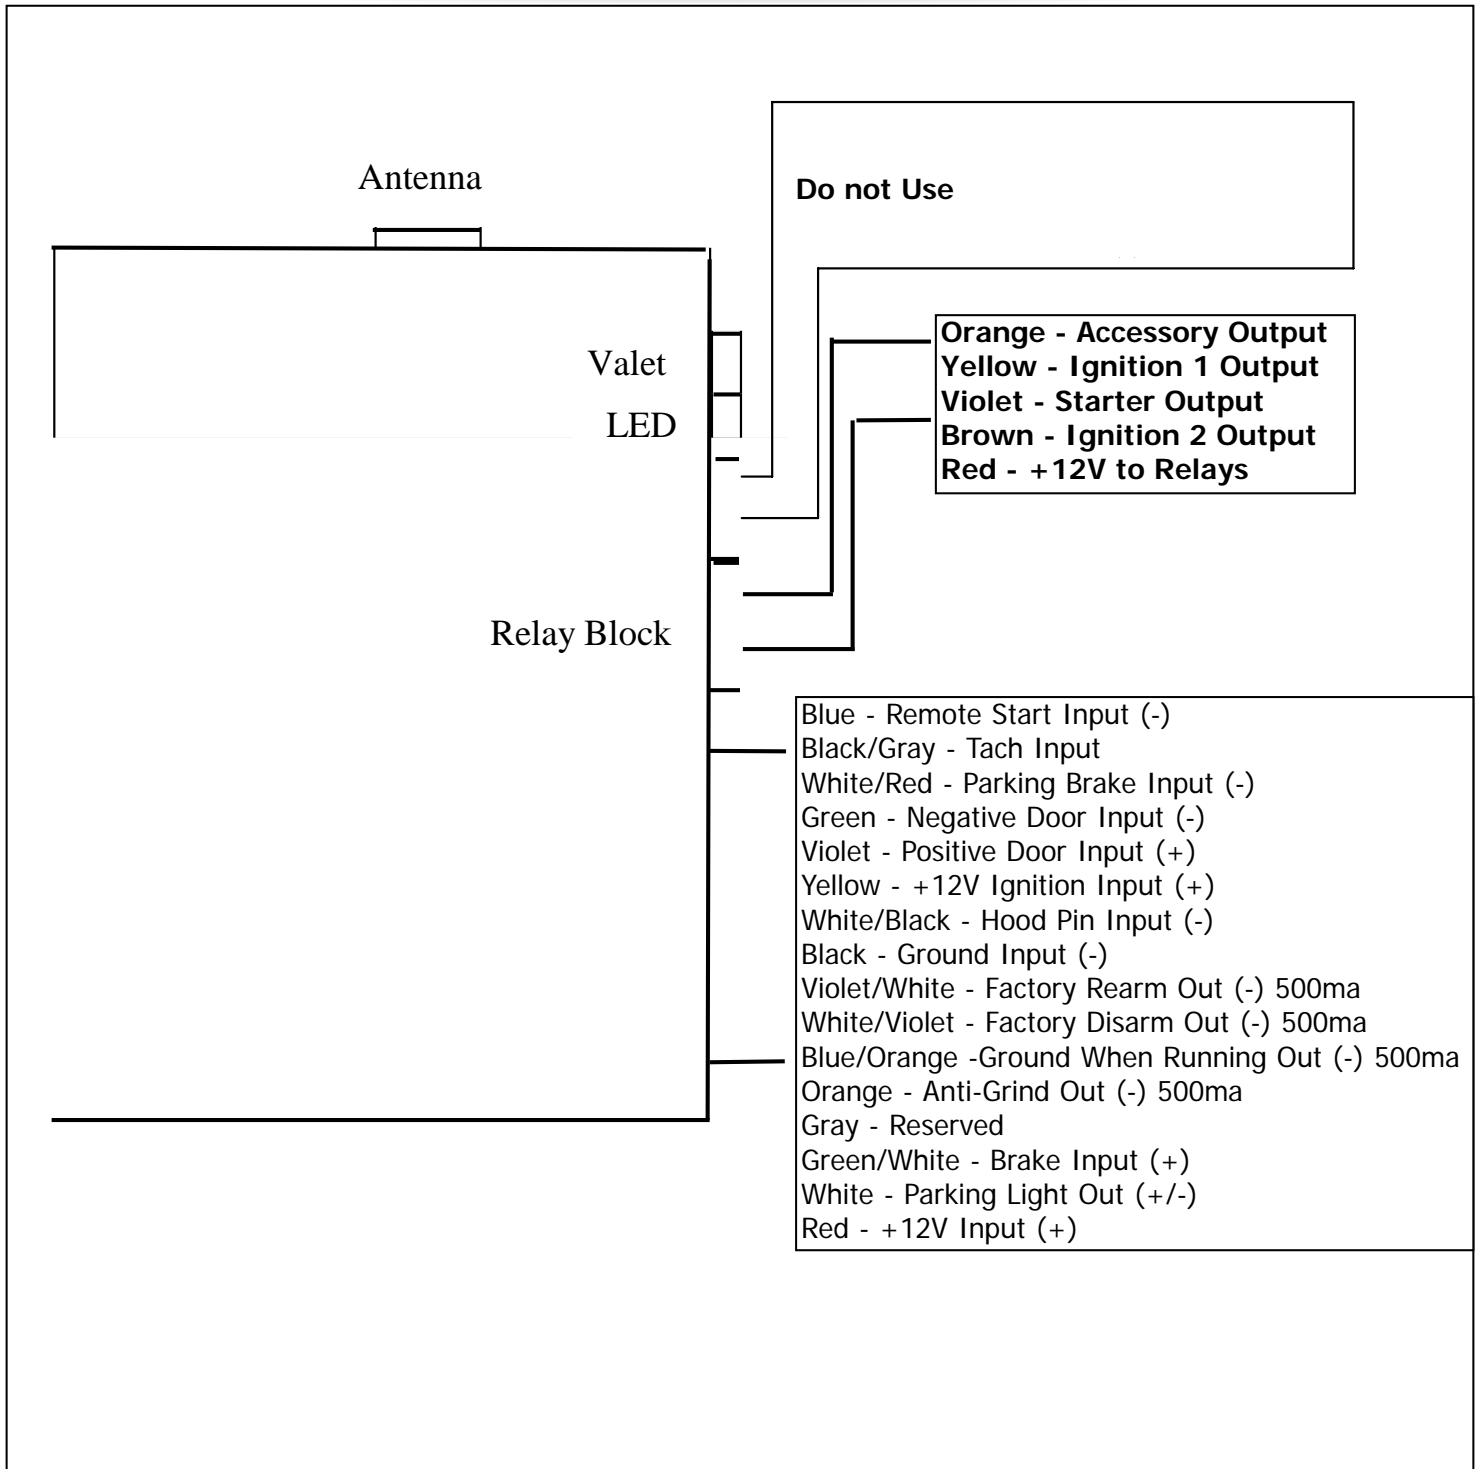 Antenna
Do not Use
Valet
LED
Orange - Accessory Output
Yellow - Ignition 1 Output
Violet - Starter Output
Brown - Ignition 2 Output
Red - +12V to Relays
Relay Block
Blue - Remote Start Input (-)
Black/Gray - Tach Input
White/Red - Parking Brake Input (-)
Green - Negative Door Input (-)
Violet - Positive Door Input (+)
Yellow - +12V Ignition Input (+)
White/Black - Hood Pin Input (-)
Black - Ground Input (-)
Violet/White - Factory Rearm Out (-) 500ma
White/Violet - Factory Disarm Out (-) 500ma
Blue/Orange -Ground When Running Out (-) 500ma
Orange - Anti-Grind Out (-) 500ma
Gray - Reserved
Green/White - Brake Input (+)
White - Parking Light Out (+/-)
Red - +12V Input (+)